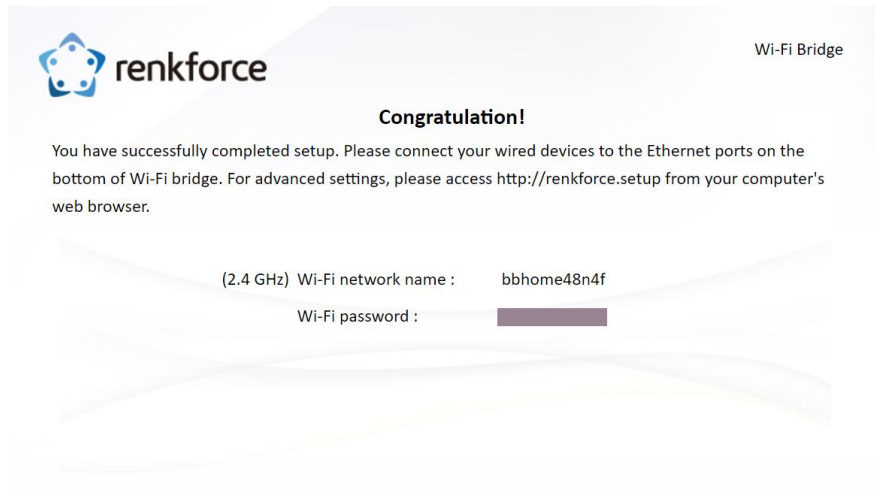 renkforce
Wi-Fi Bridge
Congratulation!
You have successfully completed setup. Please connect your wired devices to the Ethernet ports on the
bottom of Wi-Fi bridge. For advanced settings, please access http://renkforce.setup from your computer's
web browser.
(2.4 GHz) Wi-Fi network name : bbhome48n4f
Wi-Fi password :